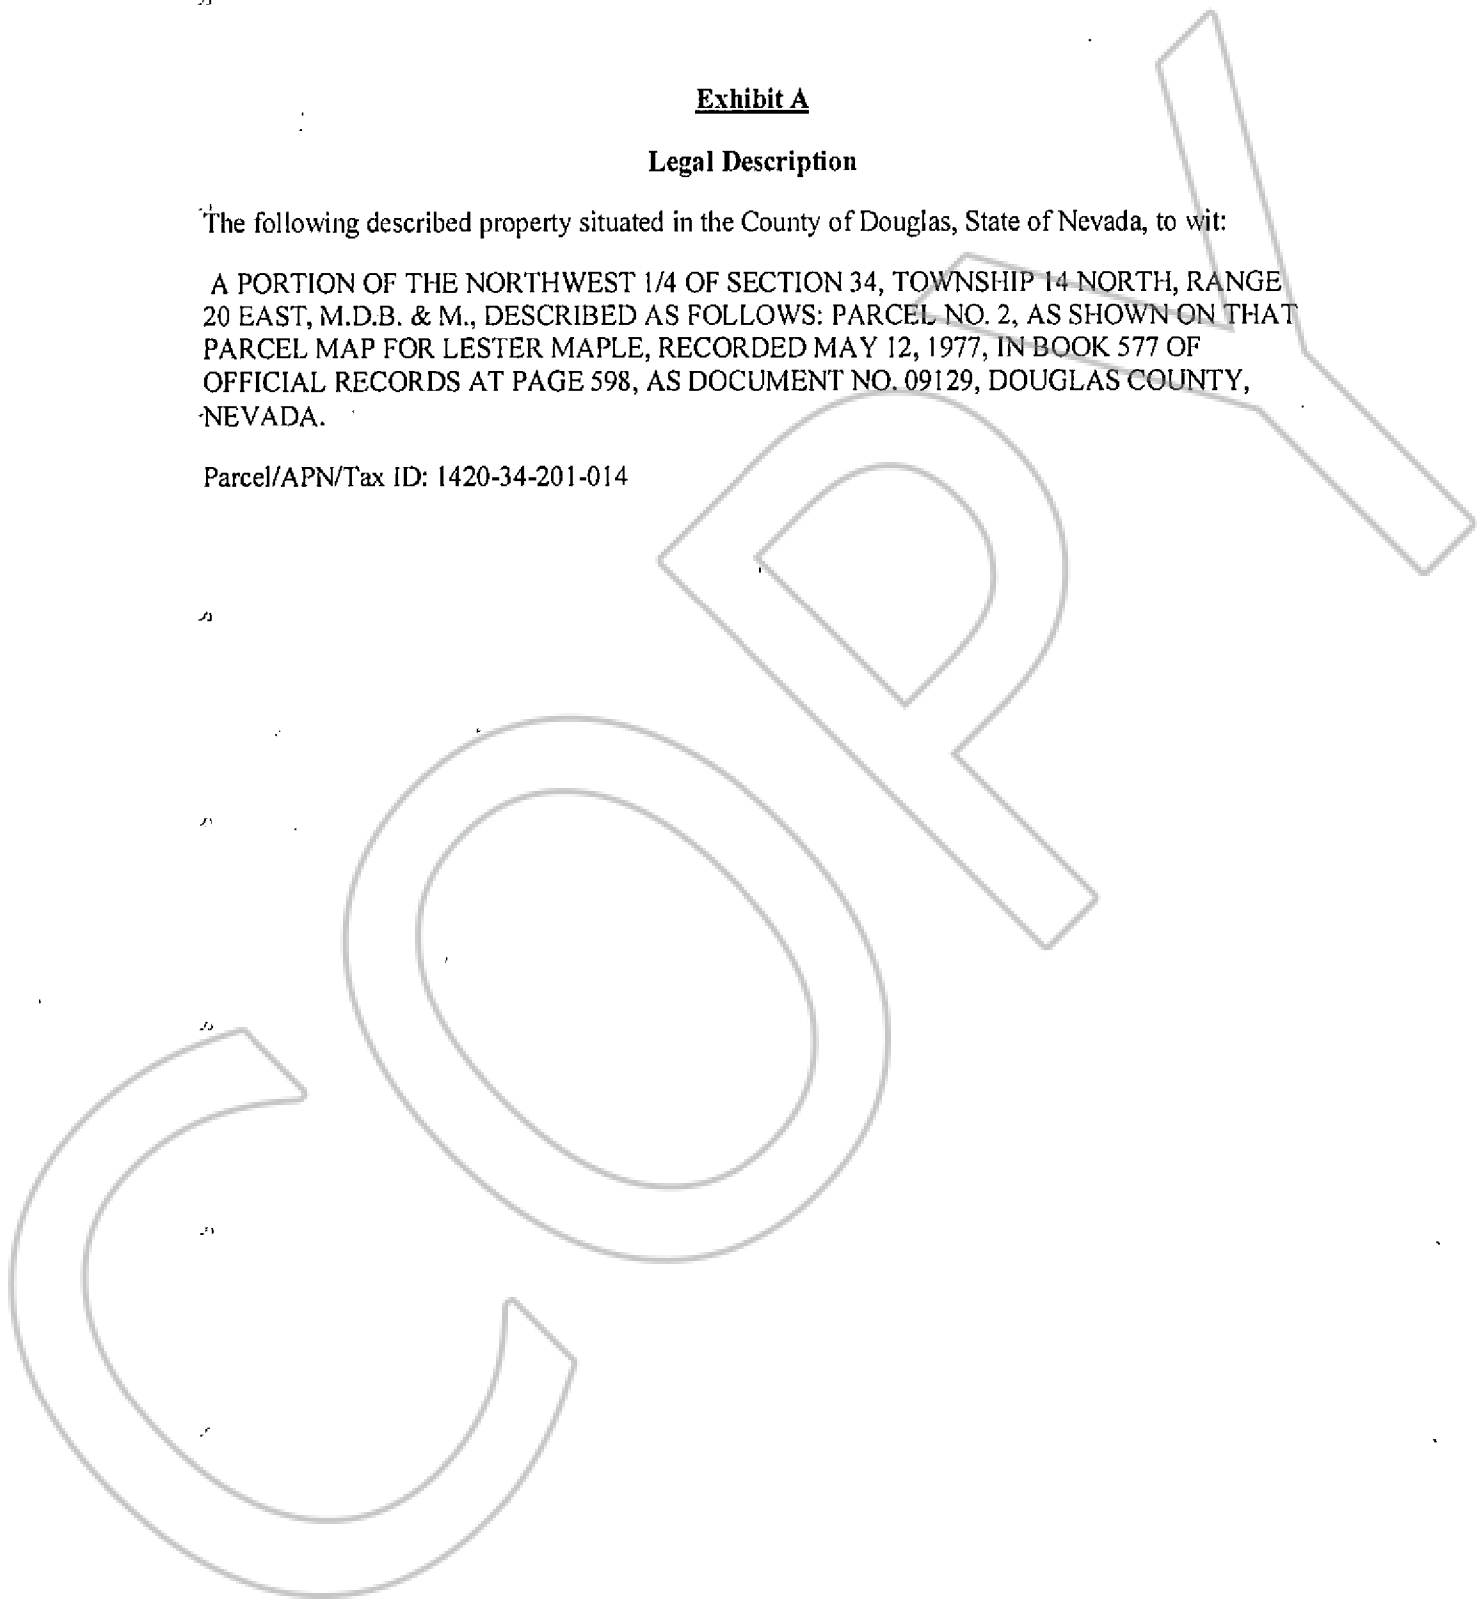 Exhibit A
Legal Description
The following described property situated in the County of Douglas, State of Nevada, to wit:
A PORTION OF THE NORTHWEST 1/4 OF SECTION 34, TOWNSHIP 14 NORTH, RANGE
20 EAST, M.D.B. & M., DESCRIBED AS FOLLOWS: PARCEL NO. 2, AS SHOWN ON THAT
PARCEL MAP FOR LESTER MAPLE, RECORDED MAY 12, 1977, IN BOOK 577 OF
OFFICIAL RECORDS AT PAGE 598, AS DOCUMENT NO. 09129, DOUGLAS COUNTY,
NEVADA.
Parcel/APN/Tax ID: 1420-34-201-014
COPY